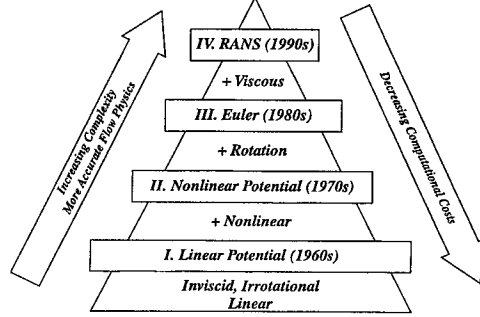 IV. RANS (1990s)
+ Viscous
III. Euler (1980s)
+ Rotation
II. Nonlinear Potential (1970s)
+ Nonlinear
I. Linear Potential (1960s)
Inviscid, Irrotational
Linear
Increasing Complexity
More Accurate Flow Physics
Decreasing Computational Costs